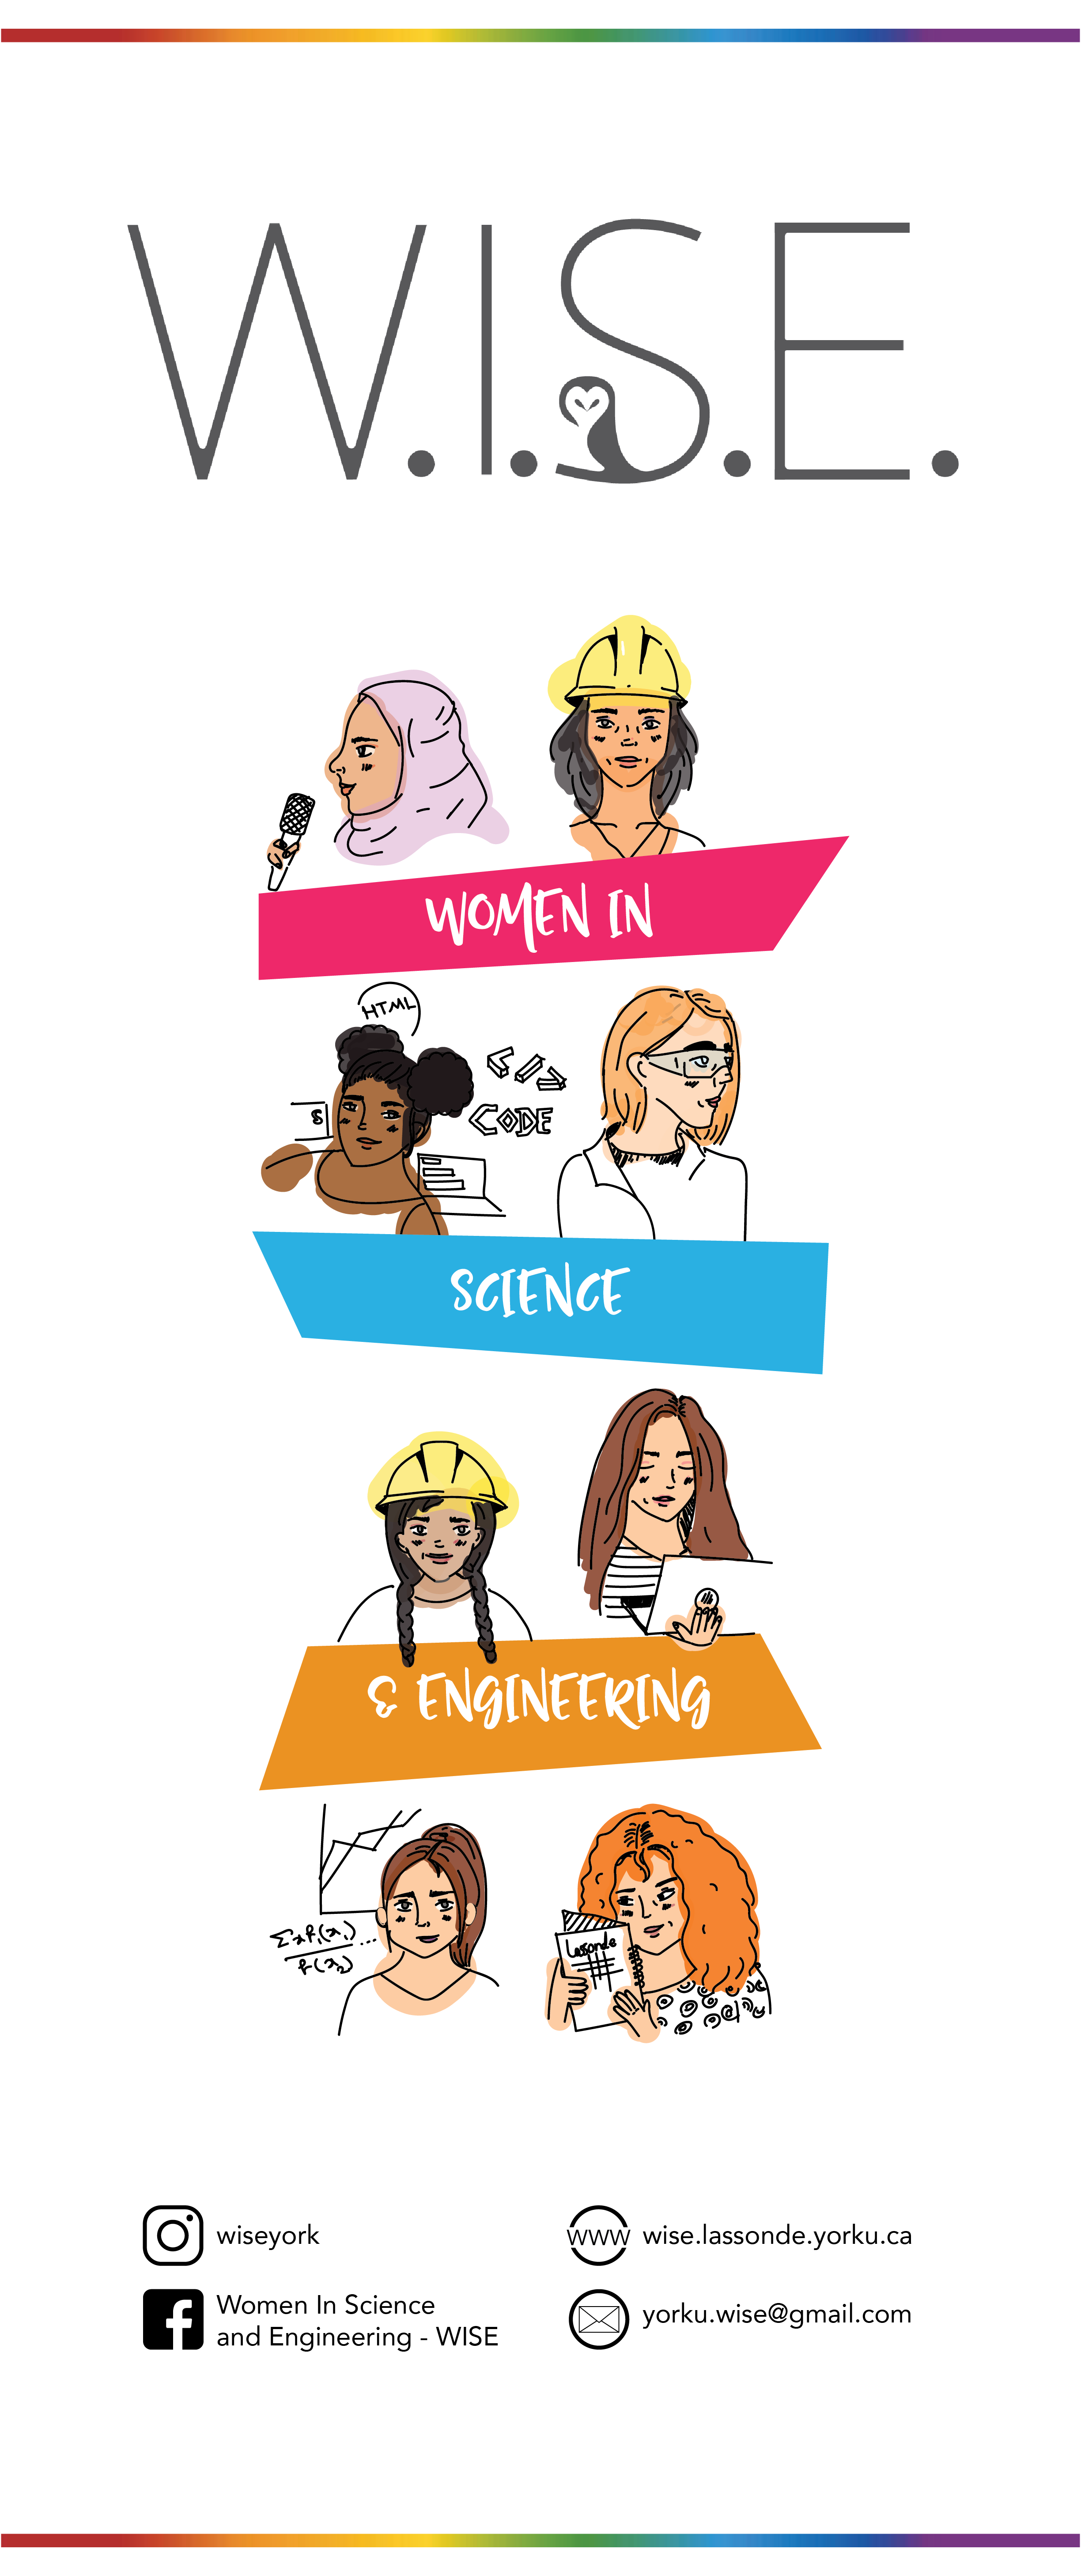 W.I.S.E.
WOMEN IN
HTML
</>
CODE
SCIENCE
& ENGINEERING
Lassonde
wiseyork
WWW wise.lassonde.yorku.ca
Women In Science
and Engineering - WISE
yorku.wise@gmail.com